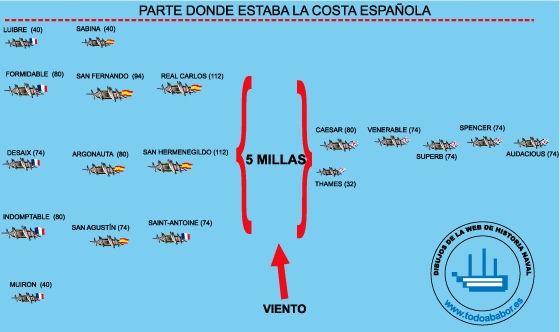 PARTE DONDE ESTABA LA COSTA ESPAÑOLA
LUIBRE (40)
SABINA (40)
FORMIDABLE (80)
SAN FERNANDO (94)
REAL CARLOS (112)
DESAIX (74)
ARGONAUTA (80)
SAN HERMENEGILDO (112)
INDOMPTABLE (80)
SAN AGUSTÍN (74)
SAINT-ANTOINE (74)
MUIRON (40)
5 MILLAS
CAESAR (80)
VENERABLE (74)
SUPERB (74)
SPENCER (74)
AUDACIOUS (74)
THAMES (32)
VIENTO
DIBUJOS DE LA WEB DE HISTORIA NAVAL
www.todoababor.es